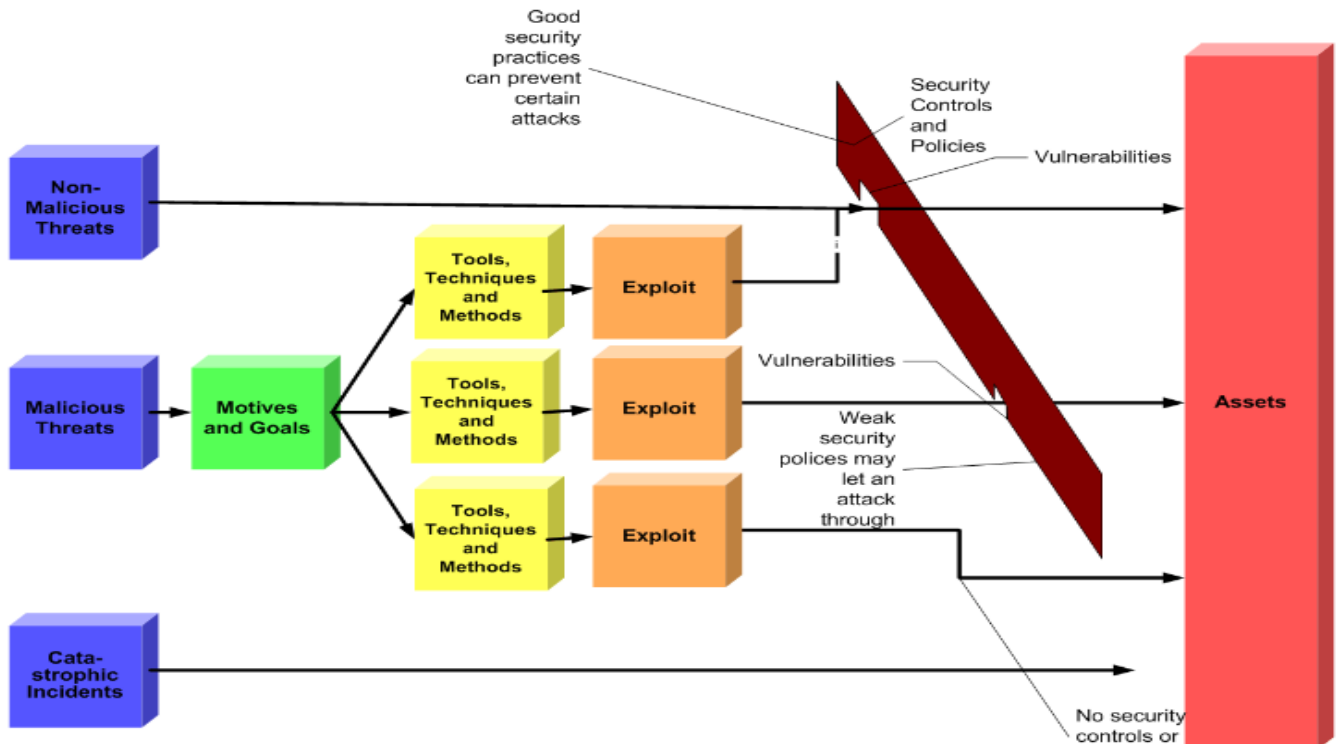 Good
security
practices
can prevent
certain
attacks
Security
Controls
and
Policies
Vulnerabilities
Non-
Malicious
Threats
Tools,
Techniques
and
Methods
Exploit
Malicious
Threats
Motives
and Goals
Tools,
Techniques
and
Methods
Exploit
Vulnerabilities
Weak
security
polices may
let an
attack
through
Assets
Tools,
Techniques
and
Methods
Exploit
Cata-
strophic
Incidents
No security
controls or